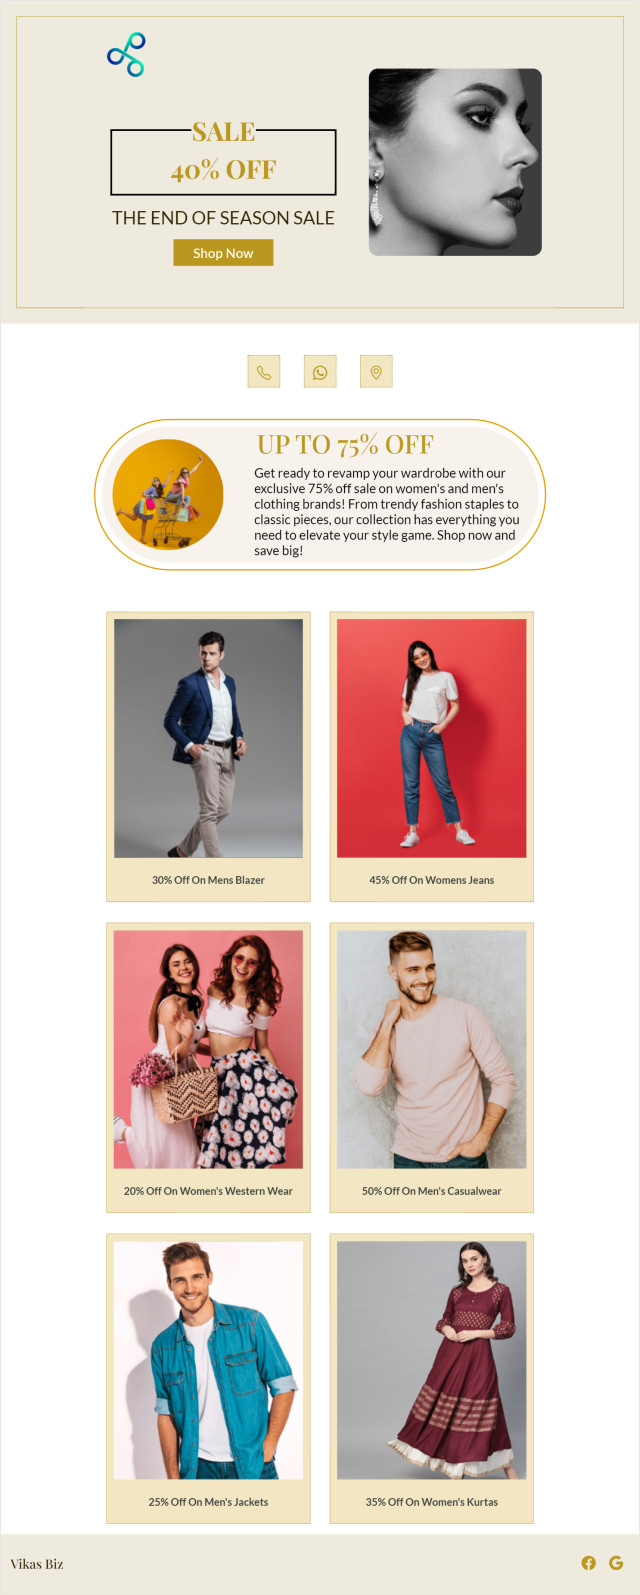 SALE
40% OFF
THE END OF SEASON SALE
Shop Now
UP TO 75% OFF
Get ready to revamp your wardrobe with our
exclusive 75% off sale on women's and men's
clothing brands! From trendy fashion staples to
classic pieces, our collection has everything you
need to elevate your style game. Shop now and
save big!
30% Off On Mens Blazer
45% Off On Womens Jeans
20% Off On Women's Western Wear
50% Off On Men's Casualwear
25% Off On Men's Jackets
35% Off On Women's Kurtas
Vikas Biz